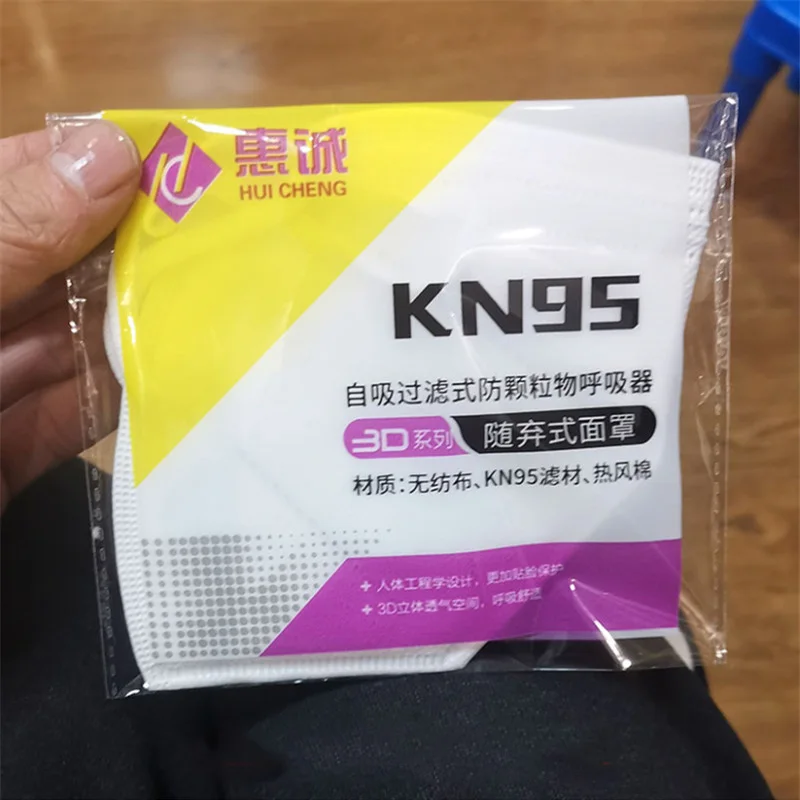 惠诚
HUI CHENG
KN95
自吸过滤式防颗粒物呼吸器
3D系列 随弃式面罩
材质:无纺布、KN95滤材、热风棉
+ 人体工程学设计,更加贴脸保护
+ 3D立体透气空间,呼吸舒适